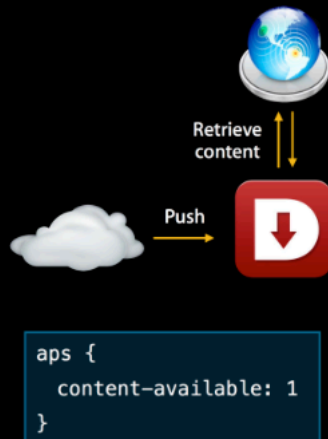 Retrieve
content
Push
aps {
  content-available: 1
}